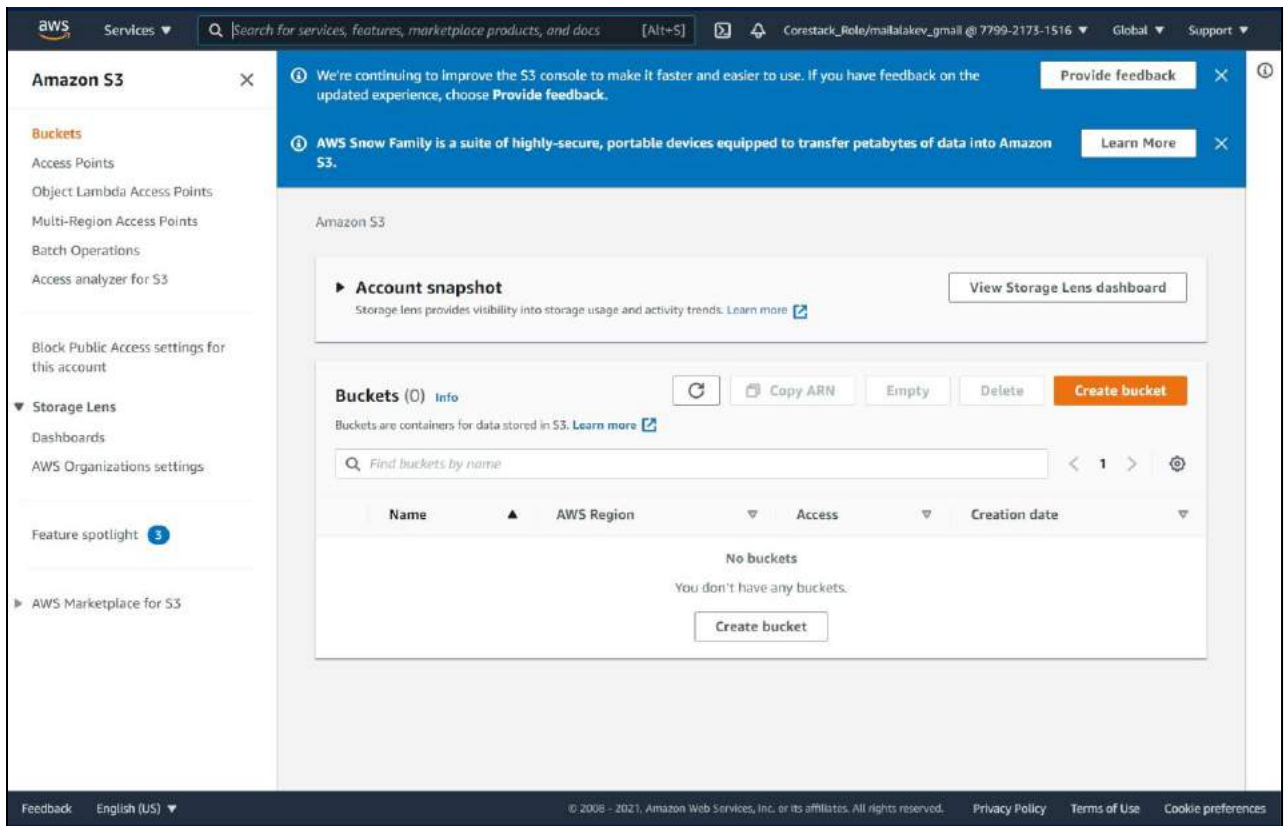 aws Services Search for services, features, marketplace products, and docs [Alt+S] Corestack_Role/mailalakev_gmail @ 7799-2173-1516 Global Support
Amazon S3
Buckets
Access Points
Object Lambda Access Points
Multi-Region Access Points
Batch Operations
Access analyzer for S3
Block Public Access settings for
this account
Storage Lens
Dashboards
AWS Organizations settings
Feature spotlight 3
AWS Marketplace for S3
We're continuing to improve the S3 console to make it faster and easier to use. If you have feedback on the
updated experience, choose Provide feedback.
Provide feedback
AWS Snow Family is a suite of highly-secure, portable devices equipped to transfer petabytes of data into Amazon
S3.
Learn More
Amazon S3
Account snapshot
Storage lens provides visibility into storage usage and activity trends. Learn more
View Storage Lens dashboard
Buckets (0) Info
Copy ARN Empty Delete Create bucket
Buckets are containers for data stored in S3. Learn more
Find buckets by name
1
Name AWS Region Access Creation date
No buckets
You don't have any buckets.
Create bucket
Feedback English (US) © 2008 - 2021, Amazon Web Services, Inc. or its affiliates. All rights reserved. Privacy Policy Terms of Use Cookie preferences